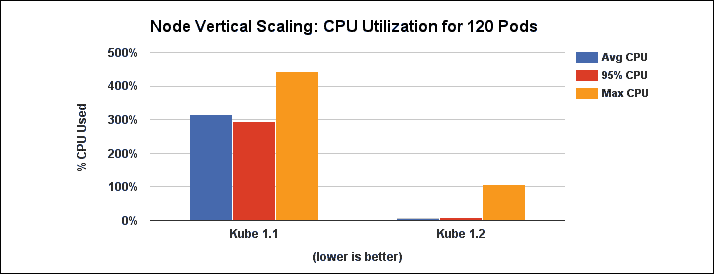 Node Vertical Scaling: CPU Utilization for 120 Pods
500%
400%
300%
200%
100%
0%
% CPU Used
Kube 1.1
Kube 1.2
(lower is better)
Avg CPU
95% CPU
Max CPU